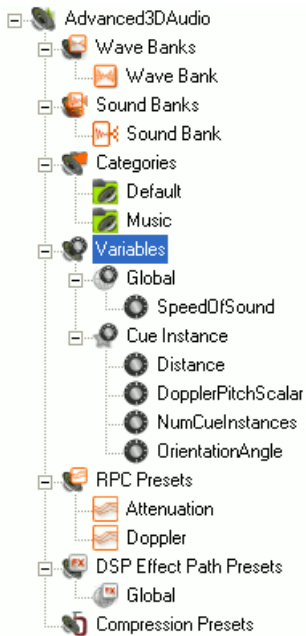 Advanced3DAudio
Wave Banks
Wave Bank
Sound Banks
Sound Bank
Categories
Default
Music
Variables
Global
SpeedOfSound
Cue Instance
Distance
DopplerPitchScalar
NumCueInstances
OrientationAngle
RPC Presets
Attenuation
Doppler
DSP Effect Path Presets
Global
Compression Presets